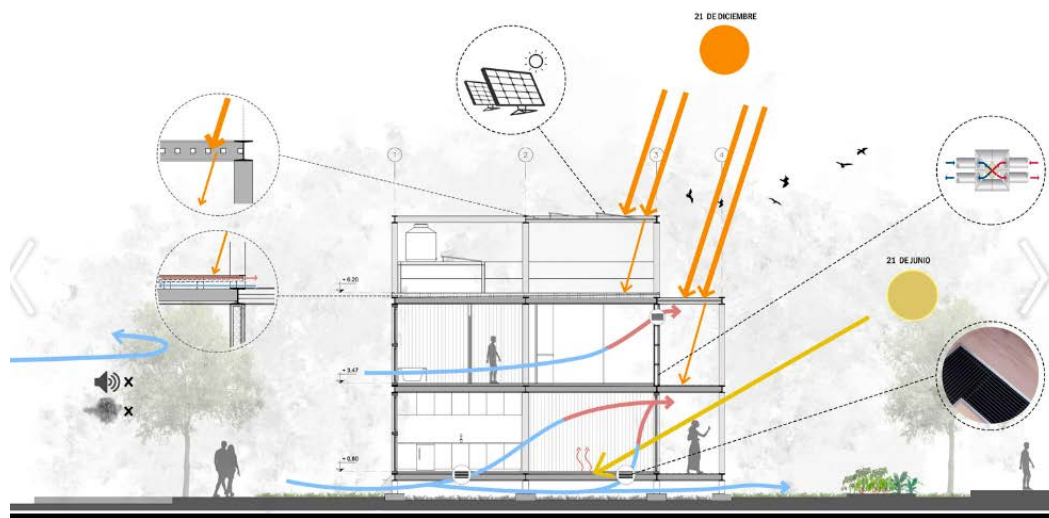 21 DE DICIEMBRE
1
2
3
4
+ 6.20
21 DE JUNIO
+ 3.47
X
X
+ 0.80